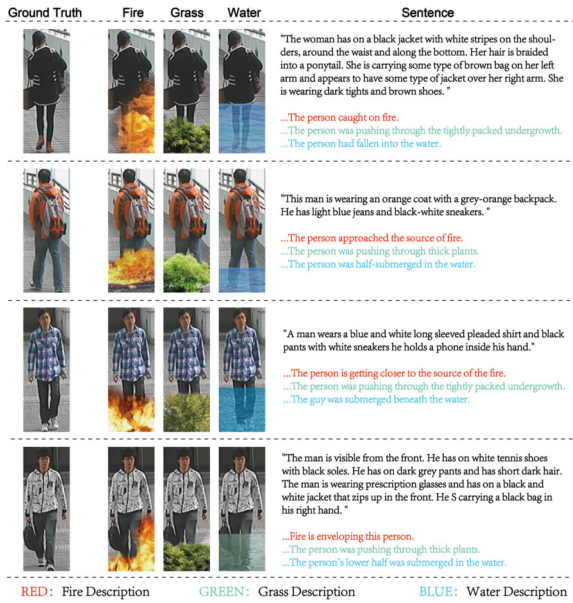 Ground Truth Fire Grass Water Sentence
"The woman has on a black jacket with white stripes on the shoul-
ders, around the waist and along the bottom. Her hair is braided
into a ponytail. She is carrying some type of brown bag on her left
arm and appears to have some type of jacket over her right arm. She
is wearing dark tights and brown shoes. "
...The person caught on fire.
...The person was pushing through the tightly packed undergrowth.
...The person had fallen into the water.
"This man is wearing an orange coat with a grey-orange backpack.
He has light blue jeans and black-white sneakers. "
...The person approached the source of fire.
...The person was pushing through thick plants.
...The person was half-submerged in the water.
"A man wears a blue and white long sleeved pleaded shirt and black
pants with white sneakers he holds a phone inside his hand."
...The person is getting closer to the source of the fire.
...The person was pushing through the tightly packed undergrowth.
...The guy was submerged beneath the water.
"The man is visible from the front. He has on white tennis shoes
with black soles. He has on dark grey pants and has short dark hair.
The man is wearing prescription glasses and has on a black and
white jacket that zips up in the front. He S carrying a black bag in
his right hand. "
...Fire is enveloping this person.
...The person was pushing through thick plants.
...The person's lower half was submerged in the water.
RED: Fire Description GREEN: Grass Description BLUE: Water Description